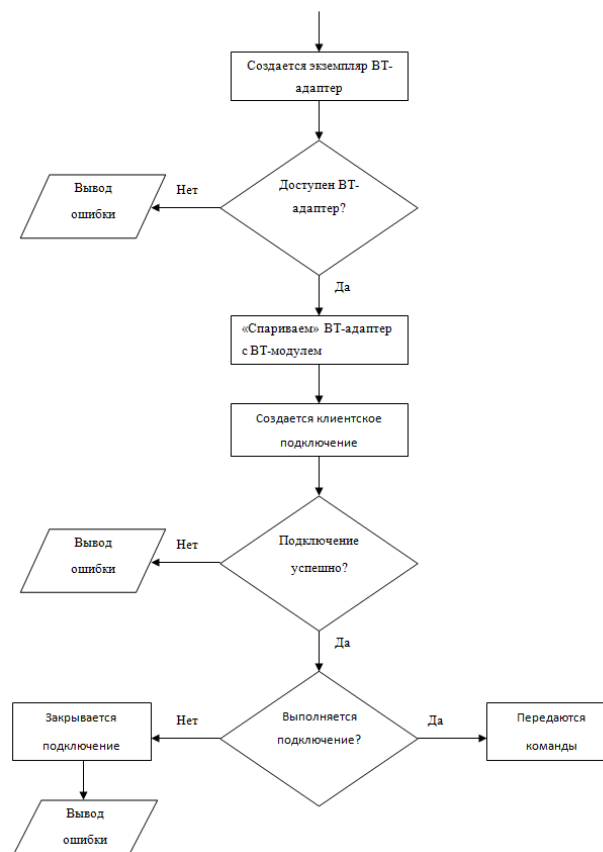 Создается экземпляр BT-
адаптер
Доступен BT-
адаптер?
Нет
Вывод
ошибки
Да
«Спариваем» BT-адаптер
с BT-модулем
Создается клиентское
подключение
Подключение
успешно?
Нет
Вывод
ошибки
Да
Выполняется
подключение?
Нет
Закрывается
подключение
Да
Передаются
команды
Вывод
ошибки